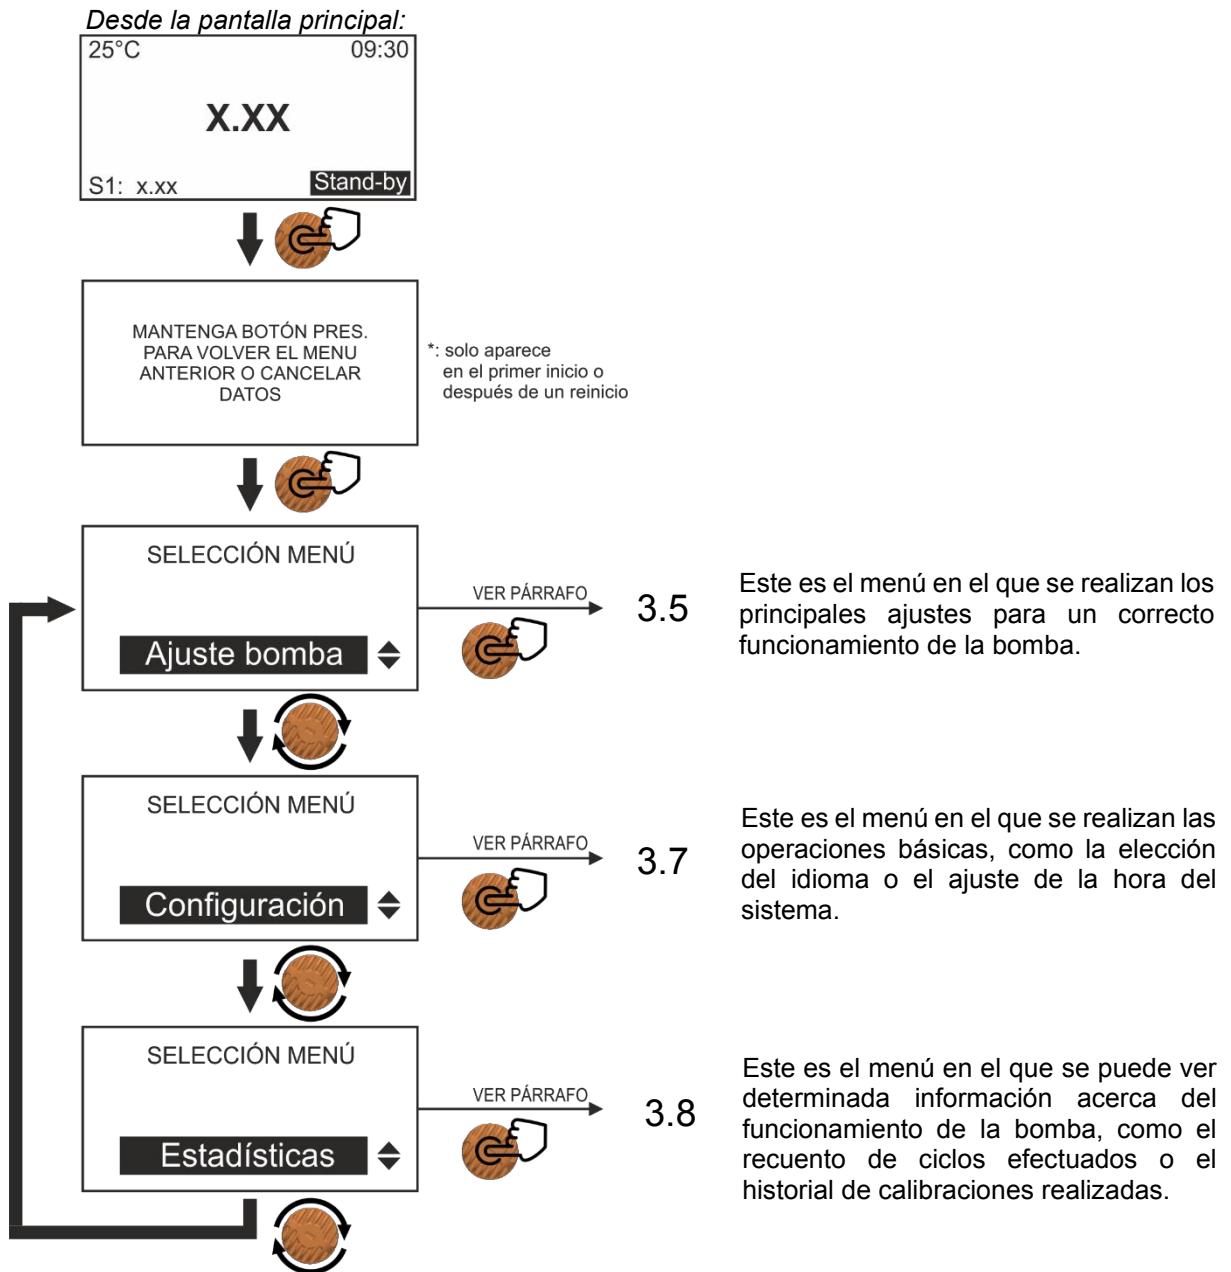 Desde la pantalla principal:
25°C 09:30
X.XX
S1: x.xx Stand-by
MANTENGA BOTÓN PRES.
PARA VOLVER EL MENU
ANTERIOR O CANCELAR
DATOS
*: solo aparece
en el primer inicio o
después de un reinicio
SELECCIÓN MENÚ
Ajuste bomba
VER PÁRRAFO
3.5
Este es el menú en el que se realizan los
principales ajustes para un correcto
funcionamiento de la bomba.
SELECCIÓN MENÚ
Configuración
VER PÁRRAFO
3.7
Este es el menú en el que se realizan las
operaciones básicas, como la elección
del idioma o el ajuste de la hora del
sistema.
SELECCIÓN MENÚ
Estadísticas
VER PÁRRAFO
3.8
Este es el menú en el que se puede ver
determinada información acerca del
funcionamiento de la bomba, como el
recuento de ciclos efectuados o el
historial de calibraciones realizadas.